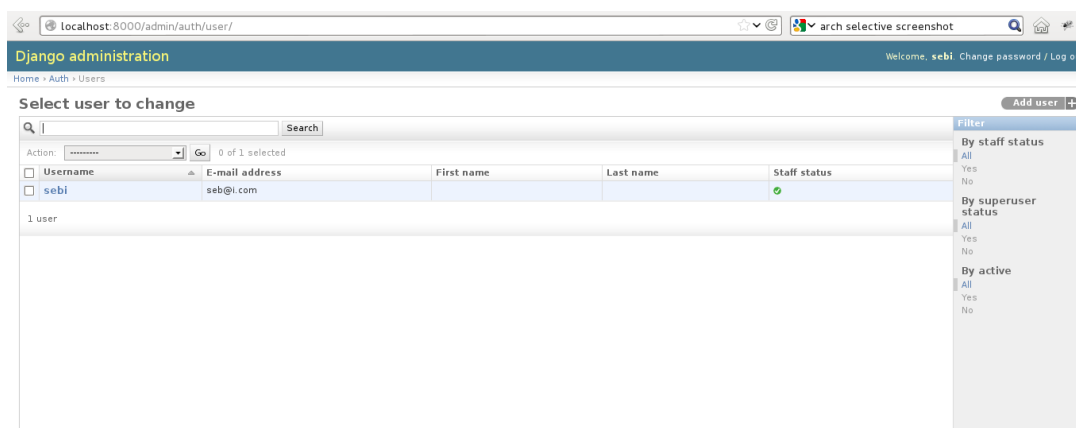 localhost:8000/admin/auth/user/
arch selective screenshot
Django administration
Welcome, sebi. Change password / Log o
Home › Auth › Users
Select user to change
Add user +
Search
Filter
Action: --------- Go 0 of 1 selected
By staff status
All
Yes
No
Username E-mail address First name Last name Staff status
sebi seb@i.com
1 user
By superuser
status
All
Yes
No
By active
All
Yes
No